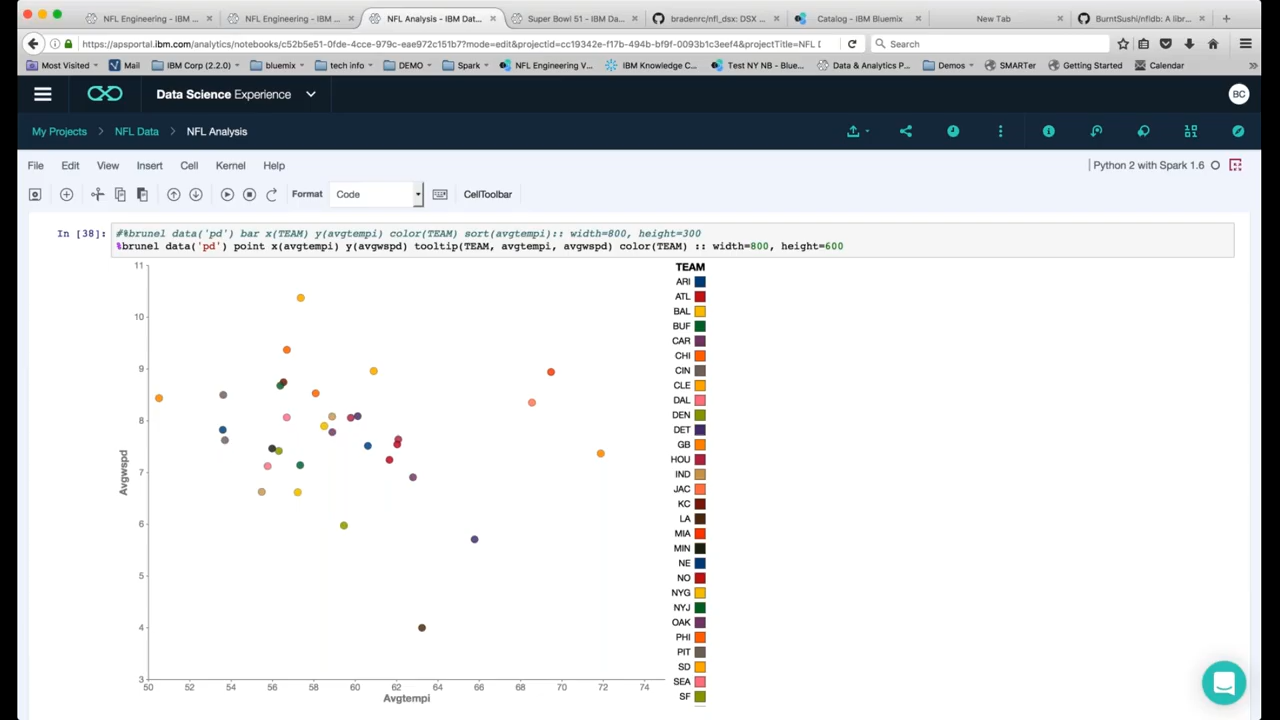 NFL Engineering - IBM ... × NFL Engineering - IBM ... × NFL Analysis - IBM Dat... × Super Bowl 51 - IBM Da... × bradenrc/nfl_dsx: DSX ... × Catalog - IBM Bluemix × New Tab × BurntSushi/nfldb: A libr... × +
https://apsportal.ibm.com/analytics/notebooks/c52b5e51-0fde-4cce-979c-eae972c151b7?mode=edit&projectid=cc19342e-f17b-494b-bf9f-0093b1c3eef4&projectTitle=NFL D Search
Most Visited Mail IBM Corp (2.2.0) bluemix tech info DEMO Spark NFL Engineering V... IBM Knowledge C... Test NY NB - Blue... Data & Analytics P... Demos SMARTer Getting Started Calendar »
Data Science Experience BC
My Projects > NFL Data > NFL Analysis
File Edit View Insert Cell Kernel Help Python 2 with Spark 1.6
Format Code CellToolbar
In [38]: #%brunel data('pd') bar x(TEAM) y(avgtempi) color(TEAM) sort(avgtempi):: width=800, height=300
%brunel data('pd') point x(avgtempi) y(avgwspd) tooltip(TEAM, avgtempi, avgwspd) color(TEAM) :: width=800, height=600
11
10
9
8
7
6
5
4
3
Avgwspd
50 52 54 56 58 60 62 64 66 68 70 72 74
Avgtempi
TEAM
ARI
ATL
BAL
BUF
CAR
CHI
CIN
CLE
DAL
DEN
DET
GB
HOU
IND
JAC
KC
LA
MIA
MIN
NE
NO
NYG
NYJ
OAK
PHI
PIT
SD
SEA
SF